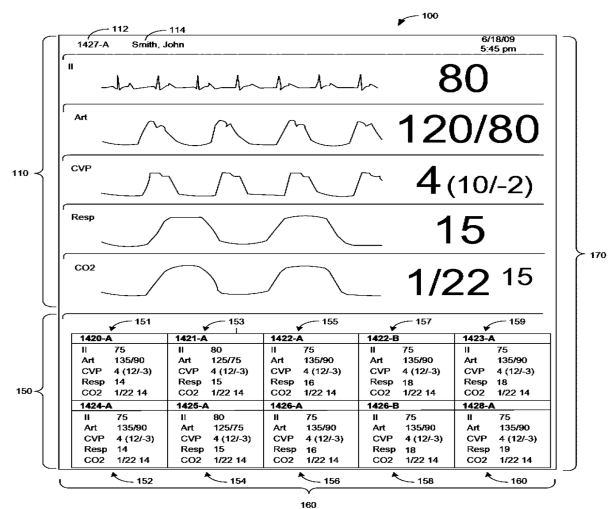 100
112
114
1427-A Smith, John 6/18/09
5:45 pm
II 80
Art 120/80
110
CVP 4 (10/-2)
Resp 15
170
CO2 1/22 15
151 153 155 157 159
1420-A 1421-A 1422-A 1422-B 1423-A
II 75 II 80 II 75 II 75 II 75
Art 135/90 Art 125/75 Art 135/90 Art 135/90 Art 135/90
CVP 4 (12/-3) CVP 4 (12/-3) CVP 4 (12/-3) CVP 4 (12/-3) CVP 4 (12/-3)
Resp 14 Resp 15 Resp 16 Resp 18 Resp 18
CO2 1/22 14 CO2 1/22 14 CO2 1/22 14 CO2 1/22 14 CO2 1/22 14
150
1424-A 1425-A 1426-A 1426-B 1428-A
II 75 II 80 II 75 II 75 II 75
Art 135/90 Art 125/75 Art 135/90 Art 135/90 Art 135/90
CVP 4 (12/-3) CVP 4 (12/-3) CVP 4 (12/-3) CVP 4 (12/-3) CVP 4 (12/-3)
Resp 14 Resp 15 Resp 16 Resp 18 Resp 19
CO2 1/22 14 CO2 1/22 14 CO2 1/22 14 CO2 1/22 14 CO2 1/22 14
152 154 156 158 160
160